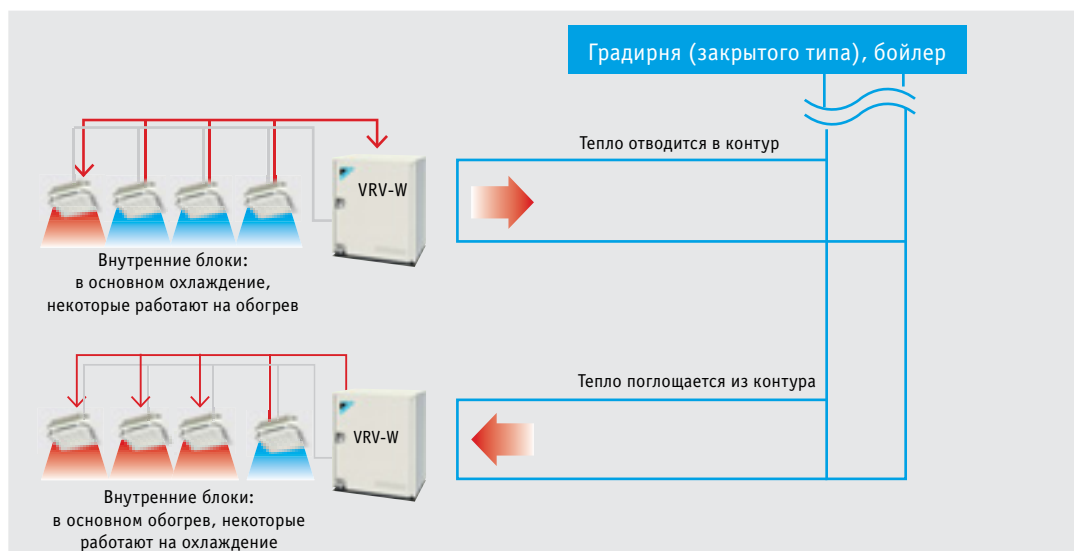 Градирня (закрытого типа), бойлер
Тепло отводится в контур
VRV-W
Внутренние блоки:
в основном охлаждение,
некоторые работают на обогрев
Тепло поглощается из контура
VRV-W
Внутренние блоки:
в основном обогрев, некоторые
работают на охлаждение